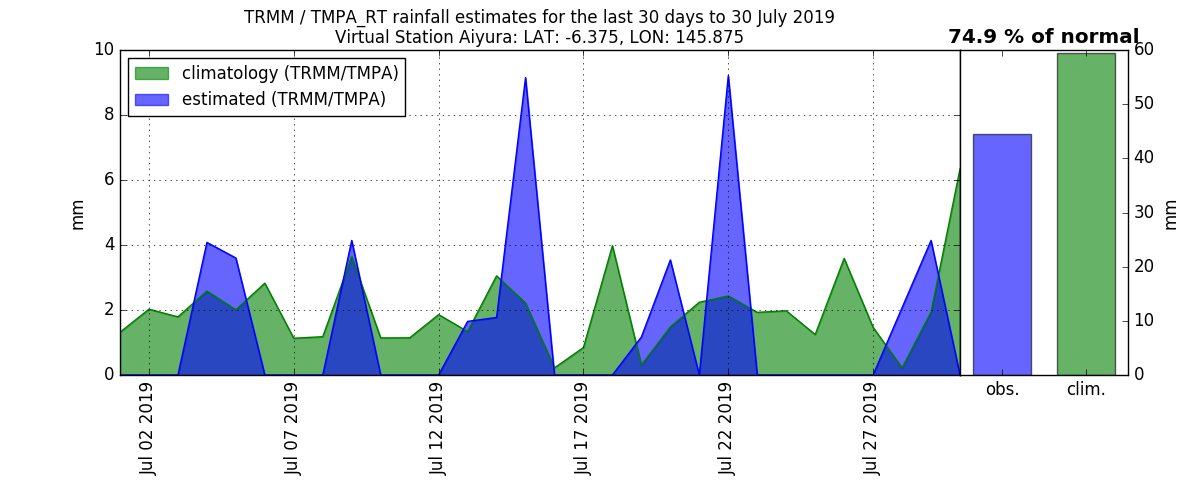 TRMM / TMPA_RT rainfall estimates for the last 30 days to 30 July 2019
Virtual Station Aiyura: LAT: -6.375, LON: 145.875
74.9 % of normal
climatology (TRMM/TMPA)
estimated (TRMM/TMPA)
10
8
6
4
2
0
mm
Jul 02 2019
Jul 07 2019
Jul 12 2019
Jul 17 2019
Jul 22 2019
Jul 27 2019
obs.
clim.
60
50
40
30
20
10
0
mm